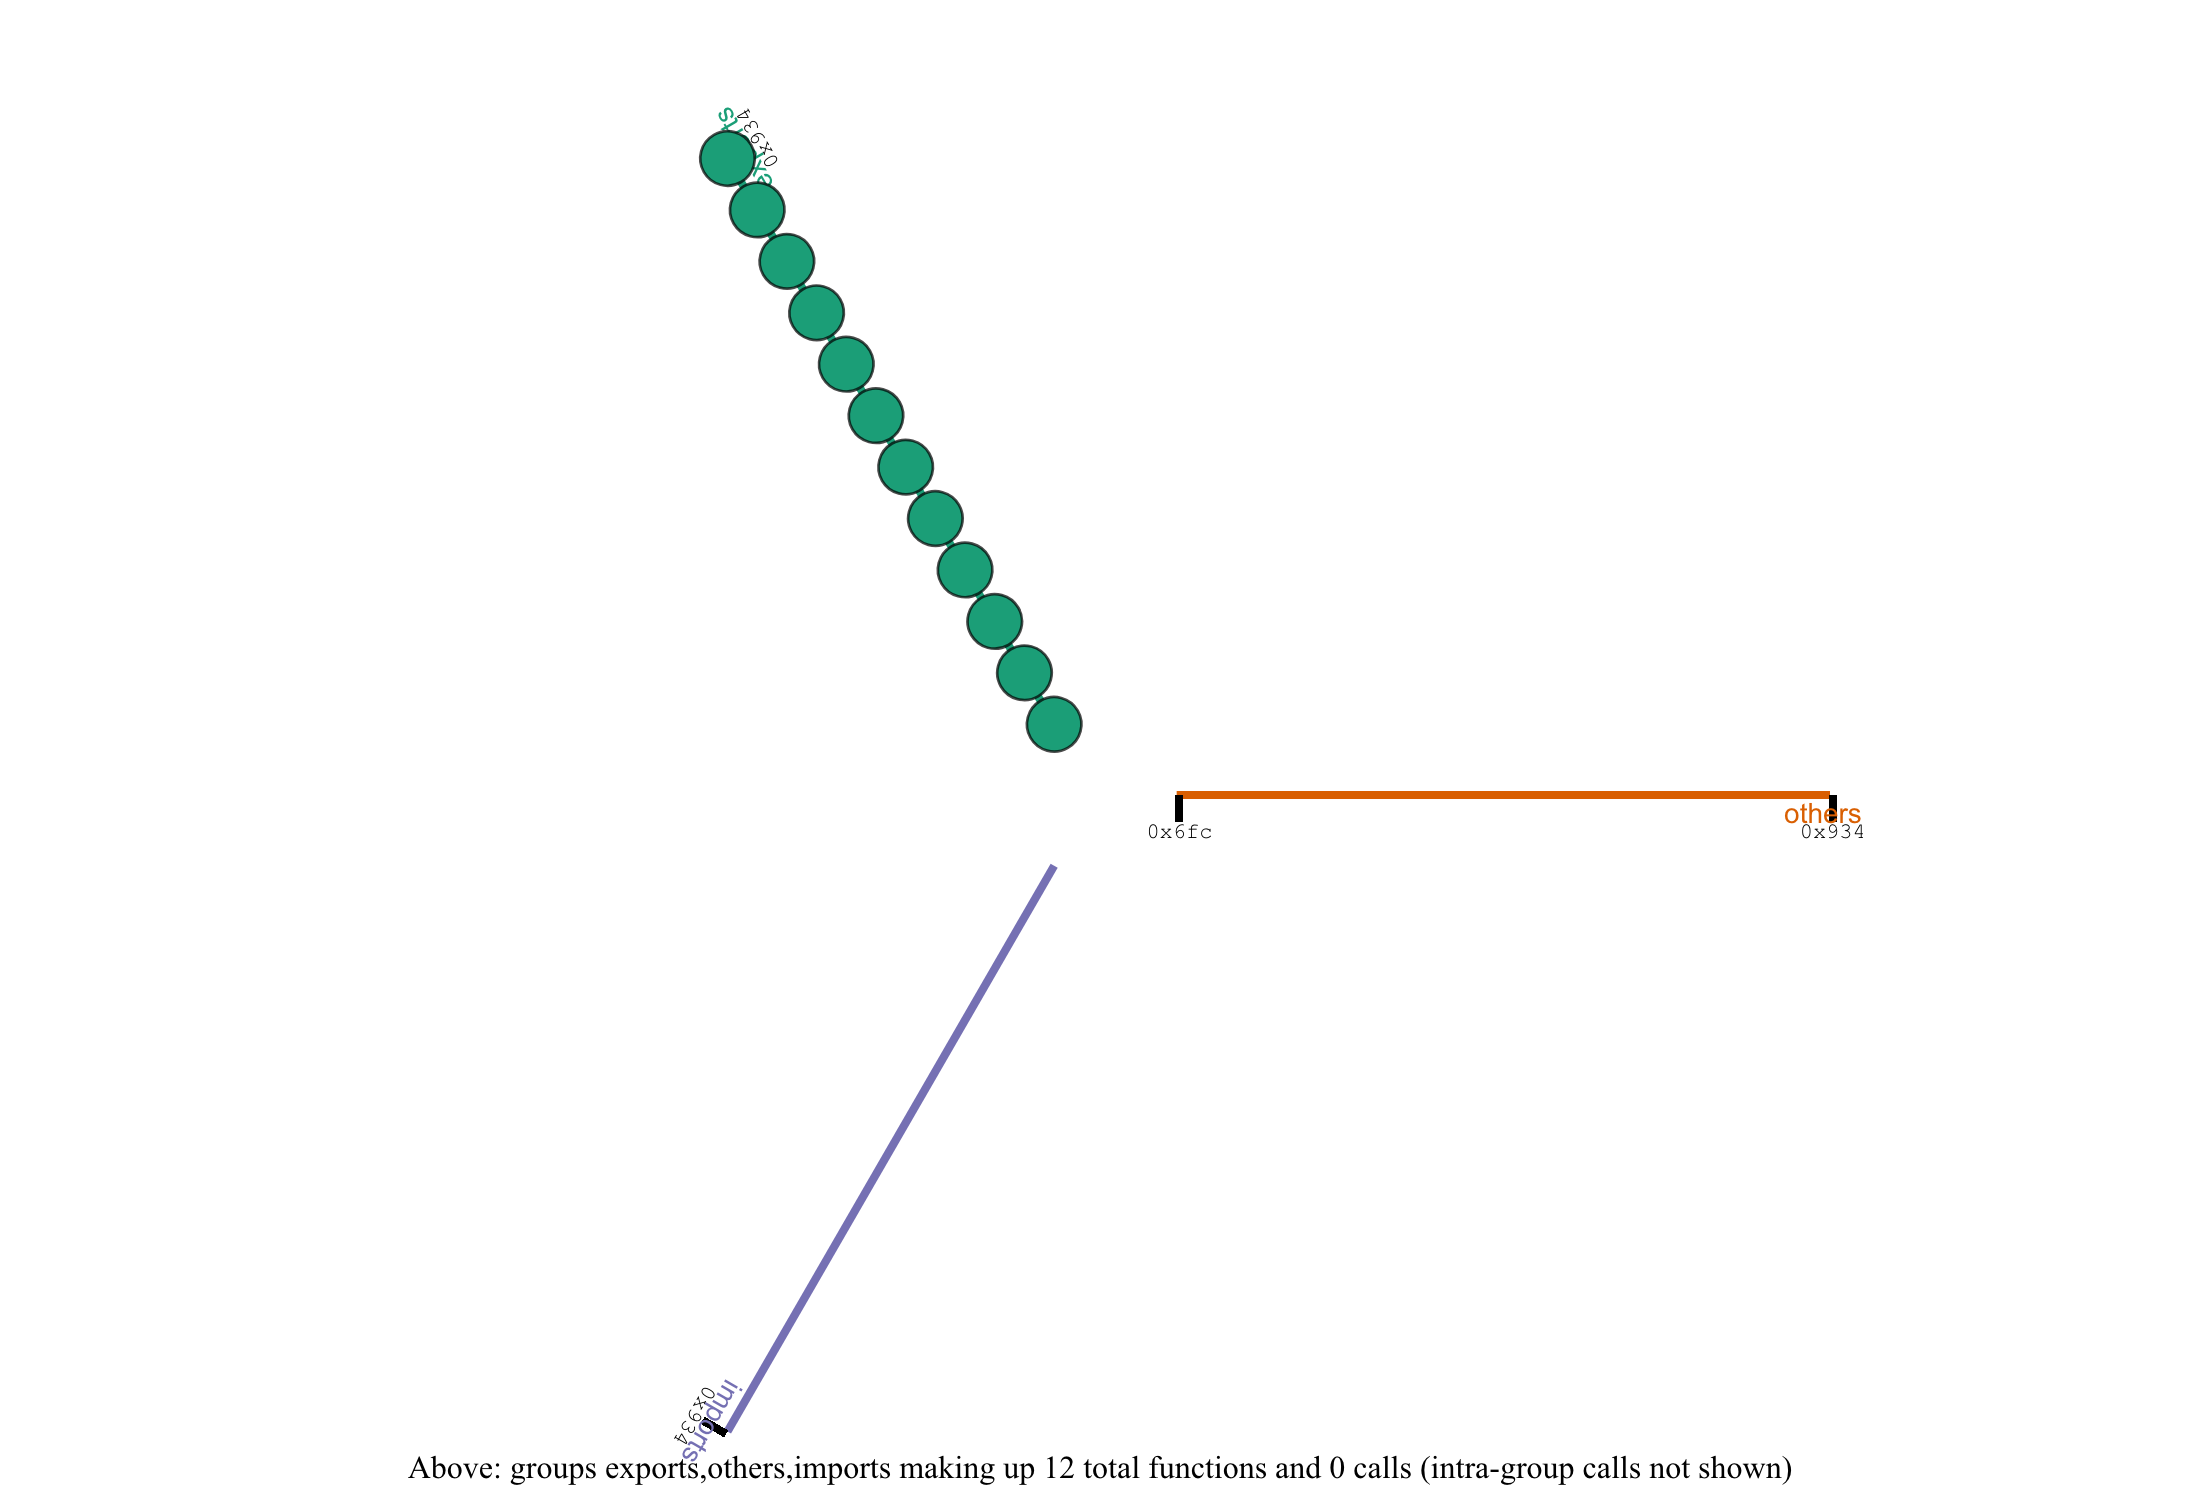 0x934
others
0x6fc
0x934
imports
0x934
Above: groups exports,others,imports making up 12 total functions and 0 calls (intra-group calls not shown)